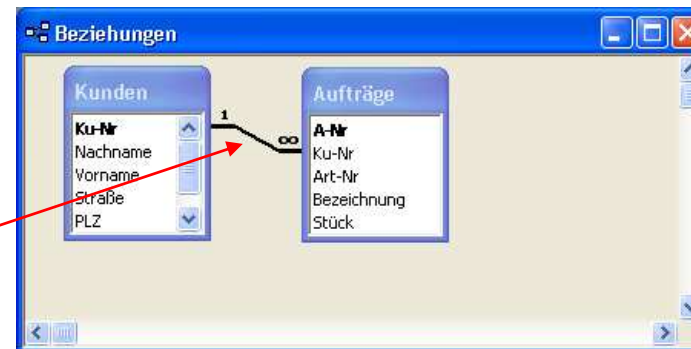 Beziehungen
Kunden
Ku-Nr
Nachname
Vorname
Straße
PLZ
1
∞
Aufträge
A-Nr
Ku-Nr
Art-Nr
Bezeichnung
Stück